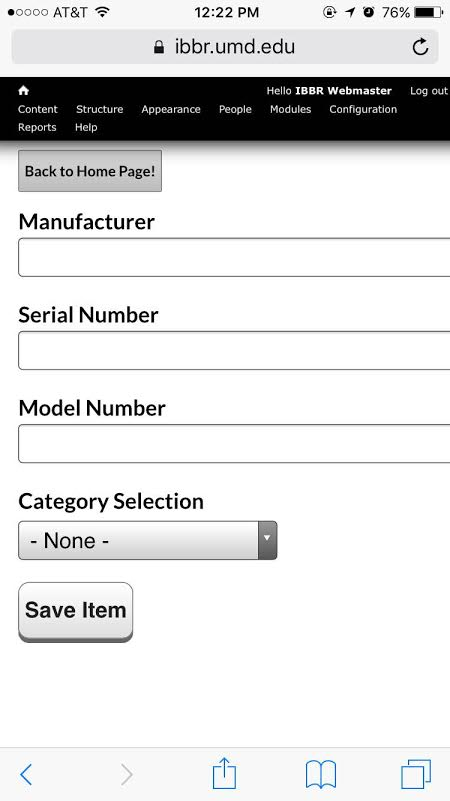 AT&T 12:22 PM 76%
ibbr.umd.edu
Hello IBBR Webmaster Log out
Content Structure Appearance People Modules Configuration
Reports Help
Back to Home Page!
Manufacturer
Serial Number
Model Number
Category Selection
- None -
Save Item